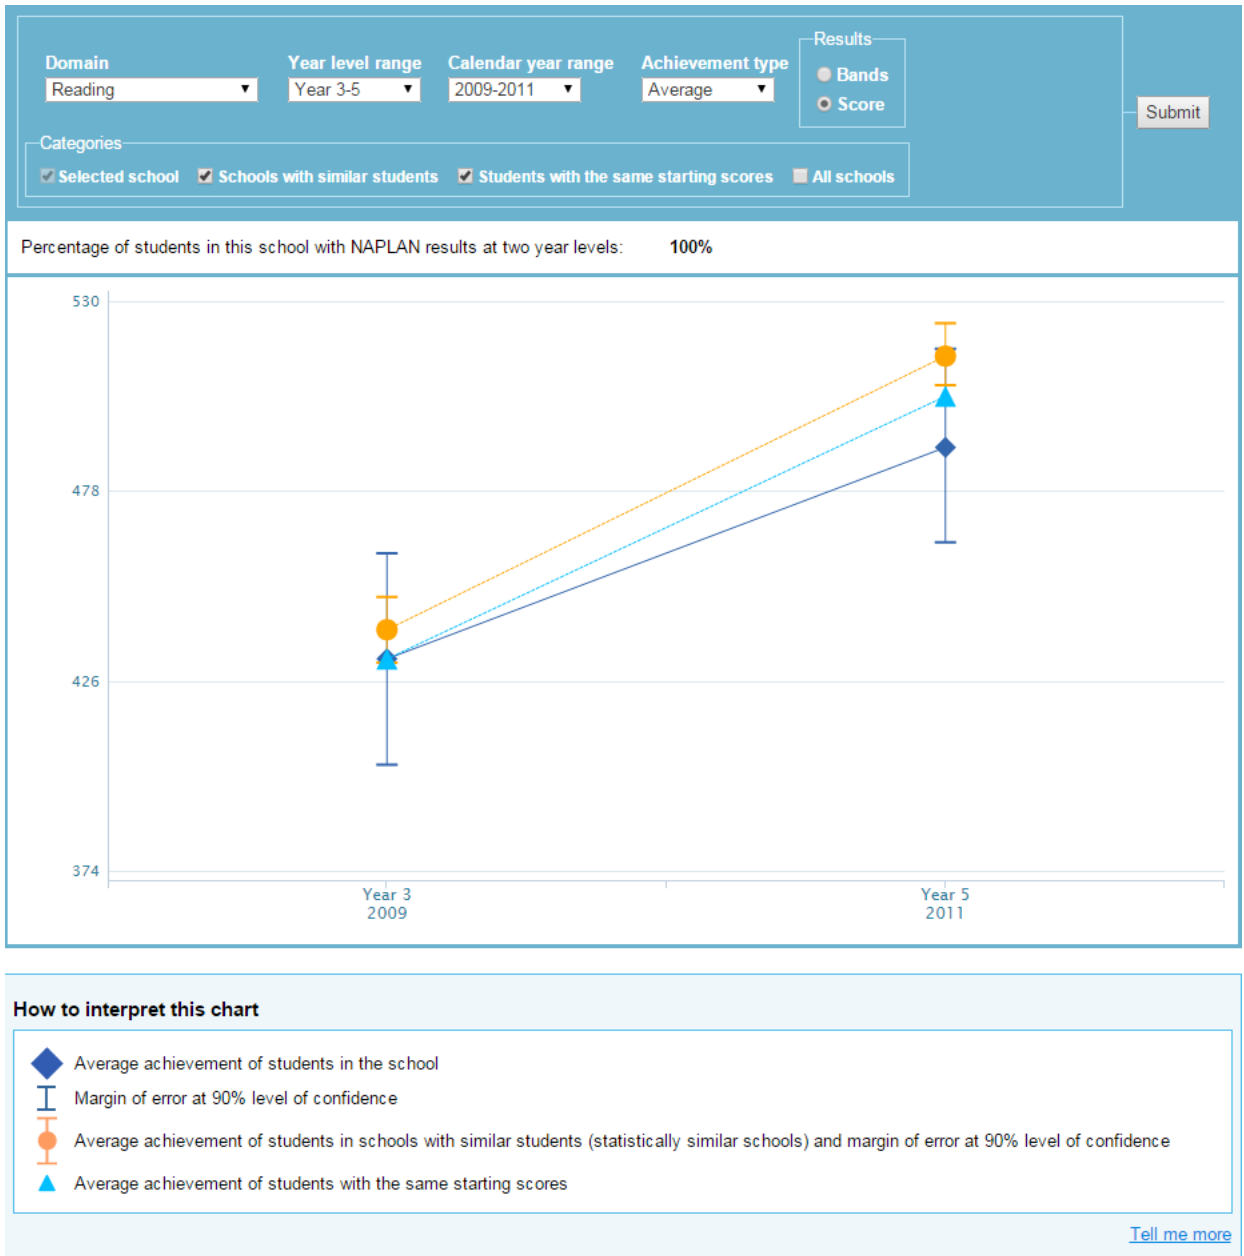 Results
Domain
Year level range
Calendar year range
Achievement type
Reading
Year 3-5
2009-2011
Average
Bands
Score
Submit
Categories
Selected school
Schools with similar students
Students with the same starting scores
All schools
Percentage of students in this school with NAPLAN results at two year levels: 100%
530
478
426
374
Year 3
2009
Year 5
2011
How to interpret this chart
Average achievement of students in the school
Margin of error at 90% level of confidence
Average achievement of students in schools with similar students (statistically similar schools) and margin of error at 90% level of confidence
Average achievement of students with the same starting scores
Tell me more